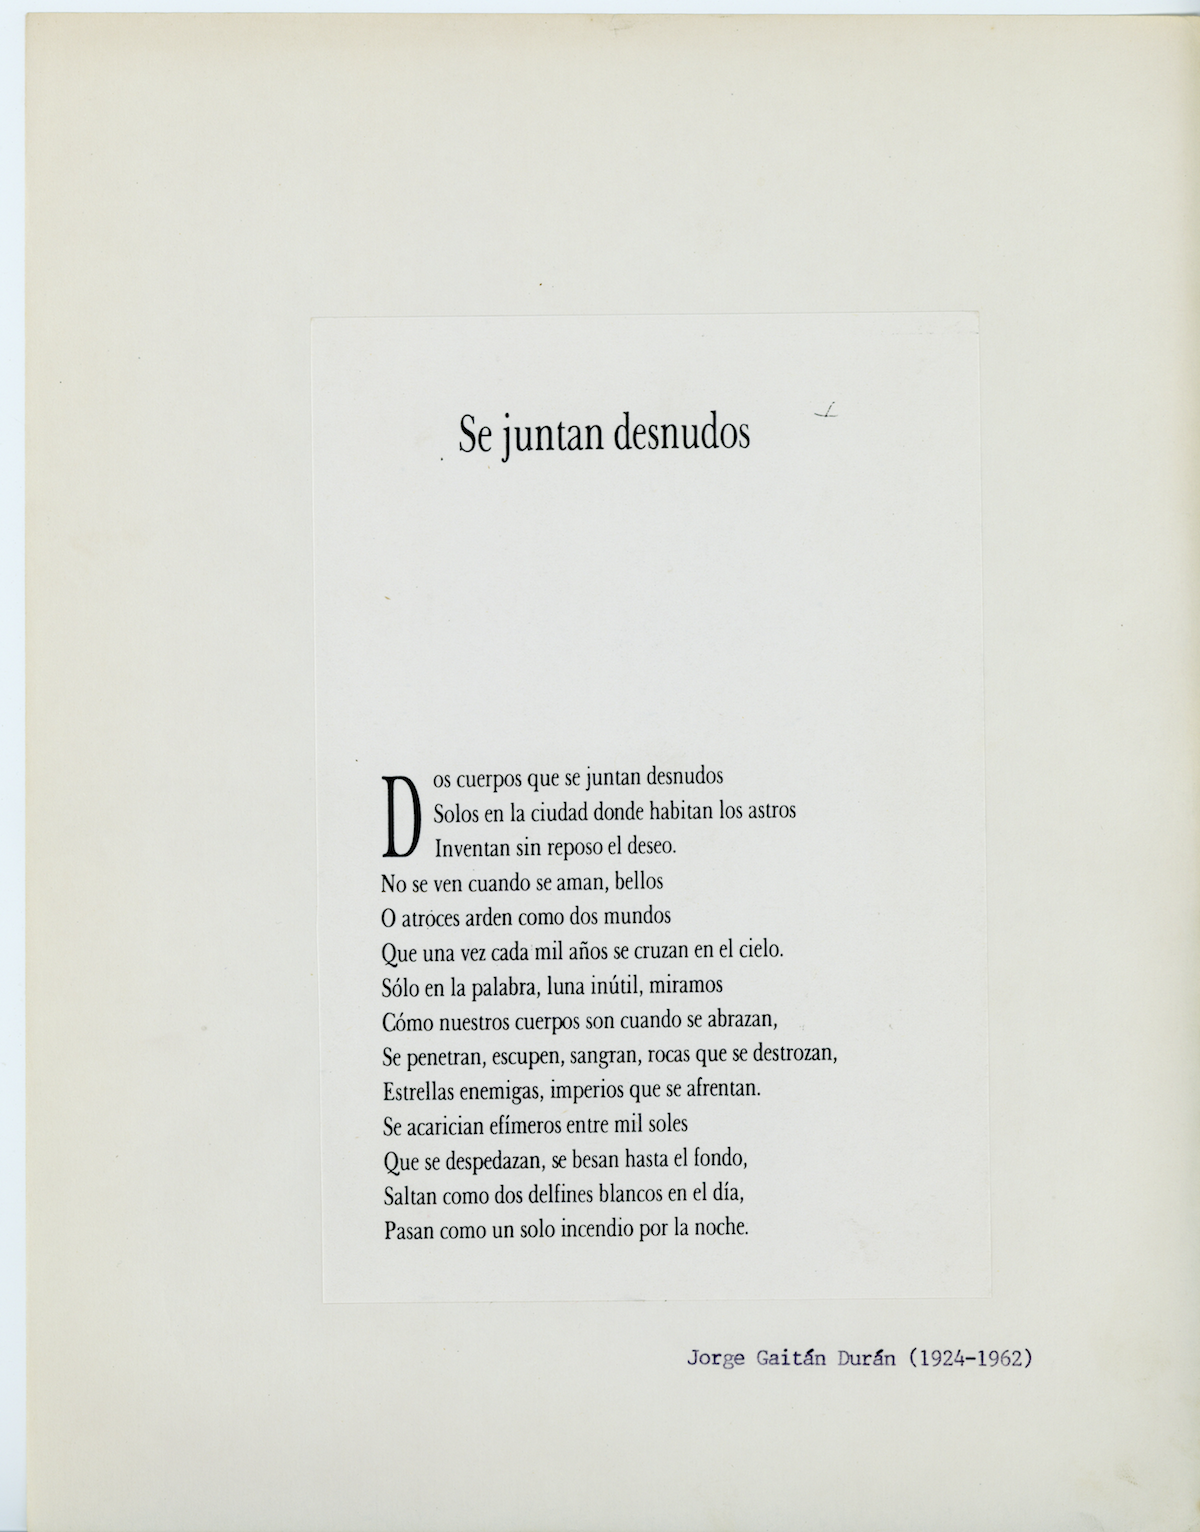 Se juntan desnudos
Dos cuerpos que se juntan desnudos
Solos en la ciudad donde habitan los astros
Inventan sin reposo el deseo.
No se ven cuando se aman, bellos
O atroces arden como dos mundos
Que una vez cada mil años se cruzan en el cielo.
Sólo en la palabra, luna inútil, miramos
Cómo nuestros cuerpos son cuando se abrazan,
Se penetran, escupen, sangran, rocas que se destrozan,
Estrellas enemigas, imperios que se afrentan.
Se acarician efímeros entre mil soles
Que se despedazan, se besan hasta el fondo,
Saltan como dos delfines blancos en el día,
Pasan como un solo incendio por la noche.
Jorge Gaitán Durán (1924-1962)